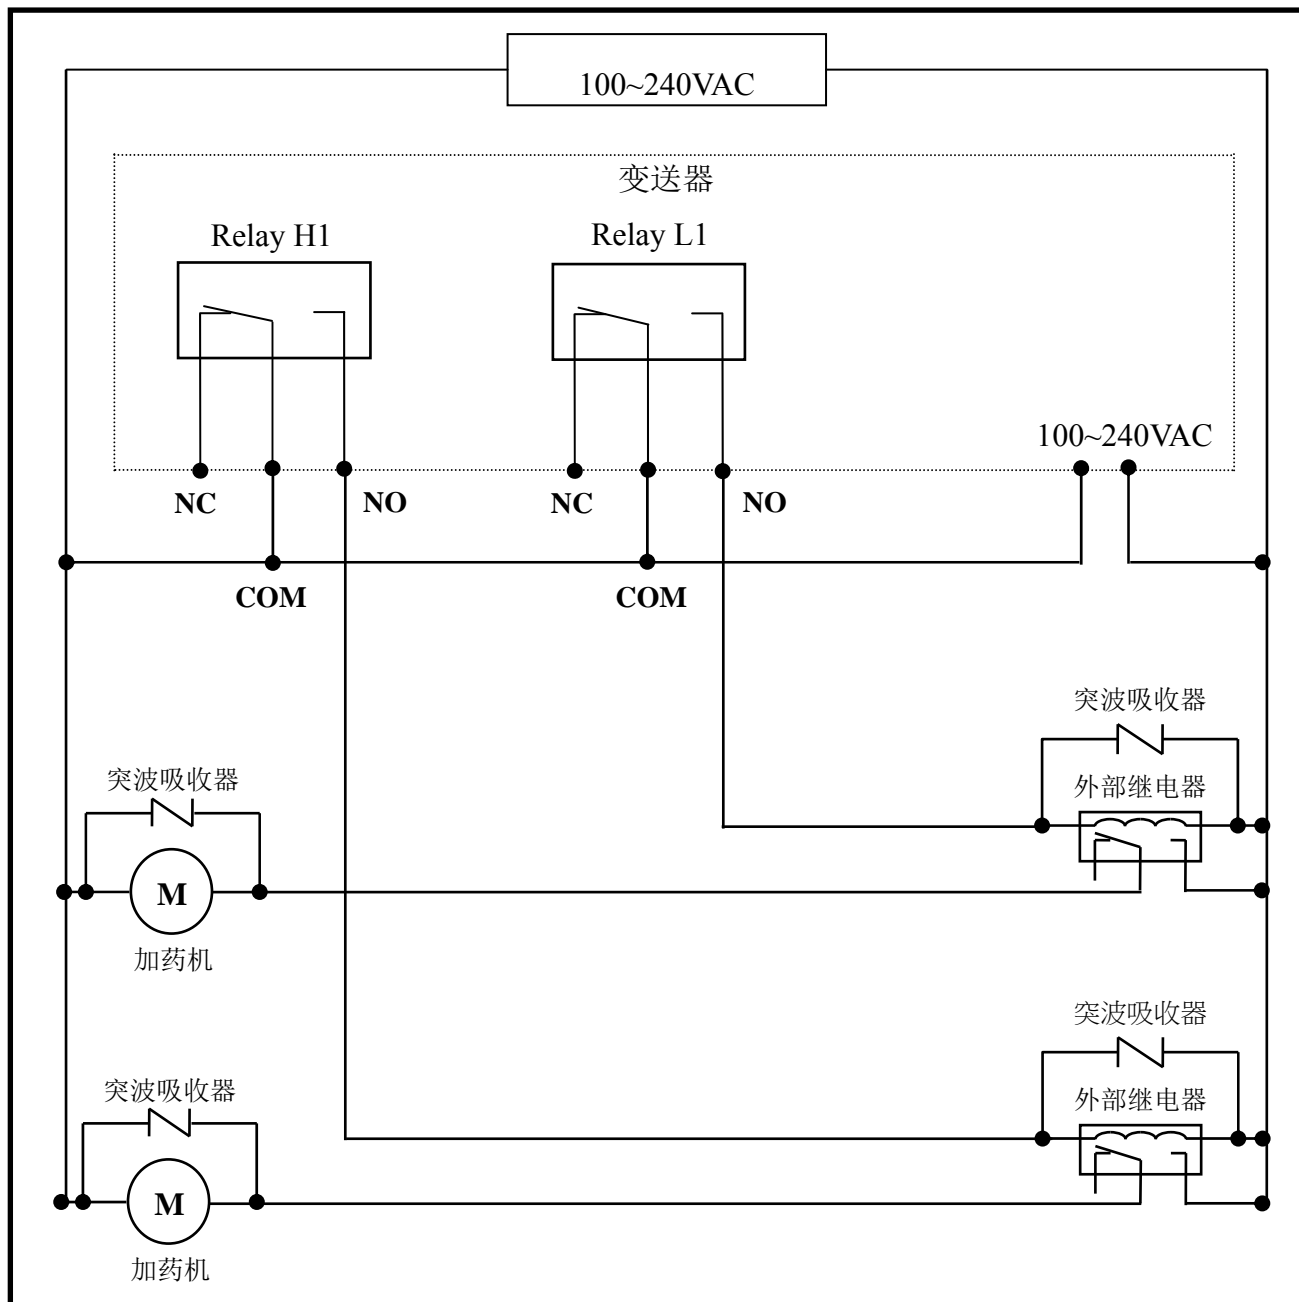 100~240VAC
变送器
Relay H1
Relay L1
100~240VAC
NC
NO
NC
NO
COM
COM
突波吸收器
外部继电器
突波吸收器
M
加药机
突波吸收器
外部继电器
突波吸收器
M
加药机